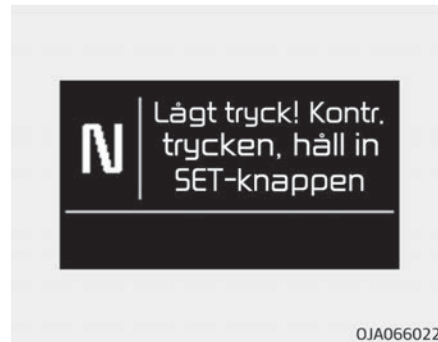 N
Lågt tryck! Kontr.
trycken, håll in
SET-knappen
OJA066022